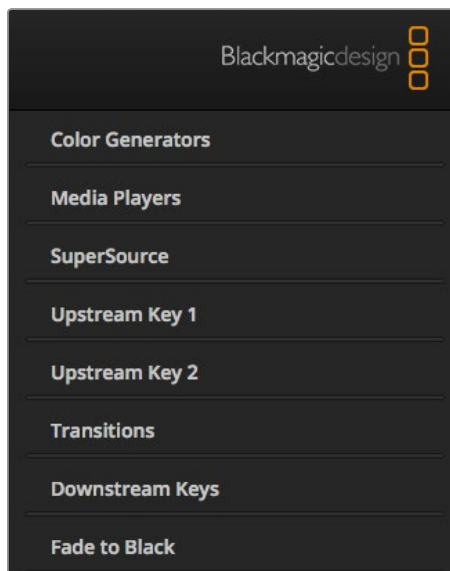 Blackmagicdesign
Color Generators
Media Players
SuperSource
Upstream Key 1
Upstream Key 2
Transitions
Downstream Keys
Fade to Black